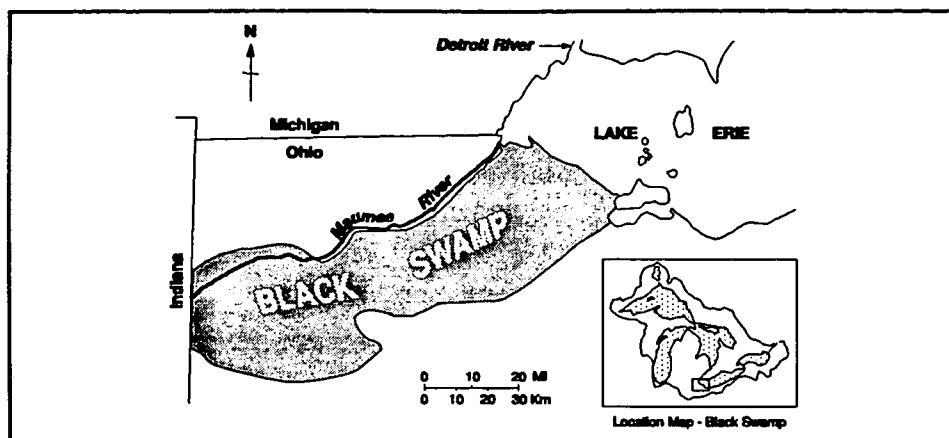 N
Detroit River
Michigan
Ohio
LAKE ERIE
Maumee River
BLACK SWAMP
Indiana
0 10 20 MI
0 10 20 30 Km
Location Map - Black Swamp